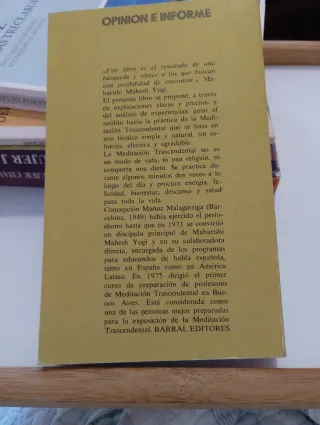 OPINION E INFORME
«Este libro es el resultado de una
búsqueda y ofrece a los que buscan
una posibilidad de encontrar». Ma-
harishi Mahesh Yogi.
El presente libro se propone, a través
de explicaciones claras y precisas y
del análisis de experiencias, guiar al
neófito hacia la práctica de la Medi-
tación Trascendental que se basa en
una técnica simple y natural, sin es-
fuerzo, efectiva y agradable.
La Meditación Trascendental no es
un modo de vida, ni una religión, ni
comporta una dieta. Se practica du-
rante algunos minutos dos veces a lo
largo del día y procura energía, fe-
licidad, bienestar, descanso y salud
para toda la vida.
Concepción Muñoz Malagarriga (Bar-
celona, 1949) había ejercido el perio-
dismo hasta que en 1971 se convirtió
en discípula principal de Maharishi
Mahesh Yogi y en su colaboradora
directa, encargada de los programas
para educandos de habla española,
tanto en España como en América
Latina. En 1975 dirigió el primer
curso de preparación de profesores
de Meditación Trascendental en Bue-
nos Aires. Está considerada como
una de las personas mejor preparadas
para la exposición de la Meditación
Trascendental. BARRAL EDITORES